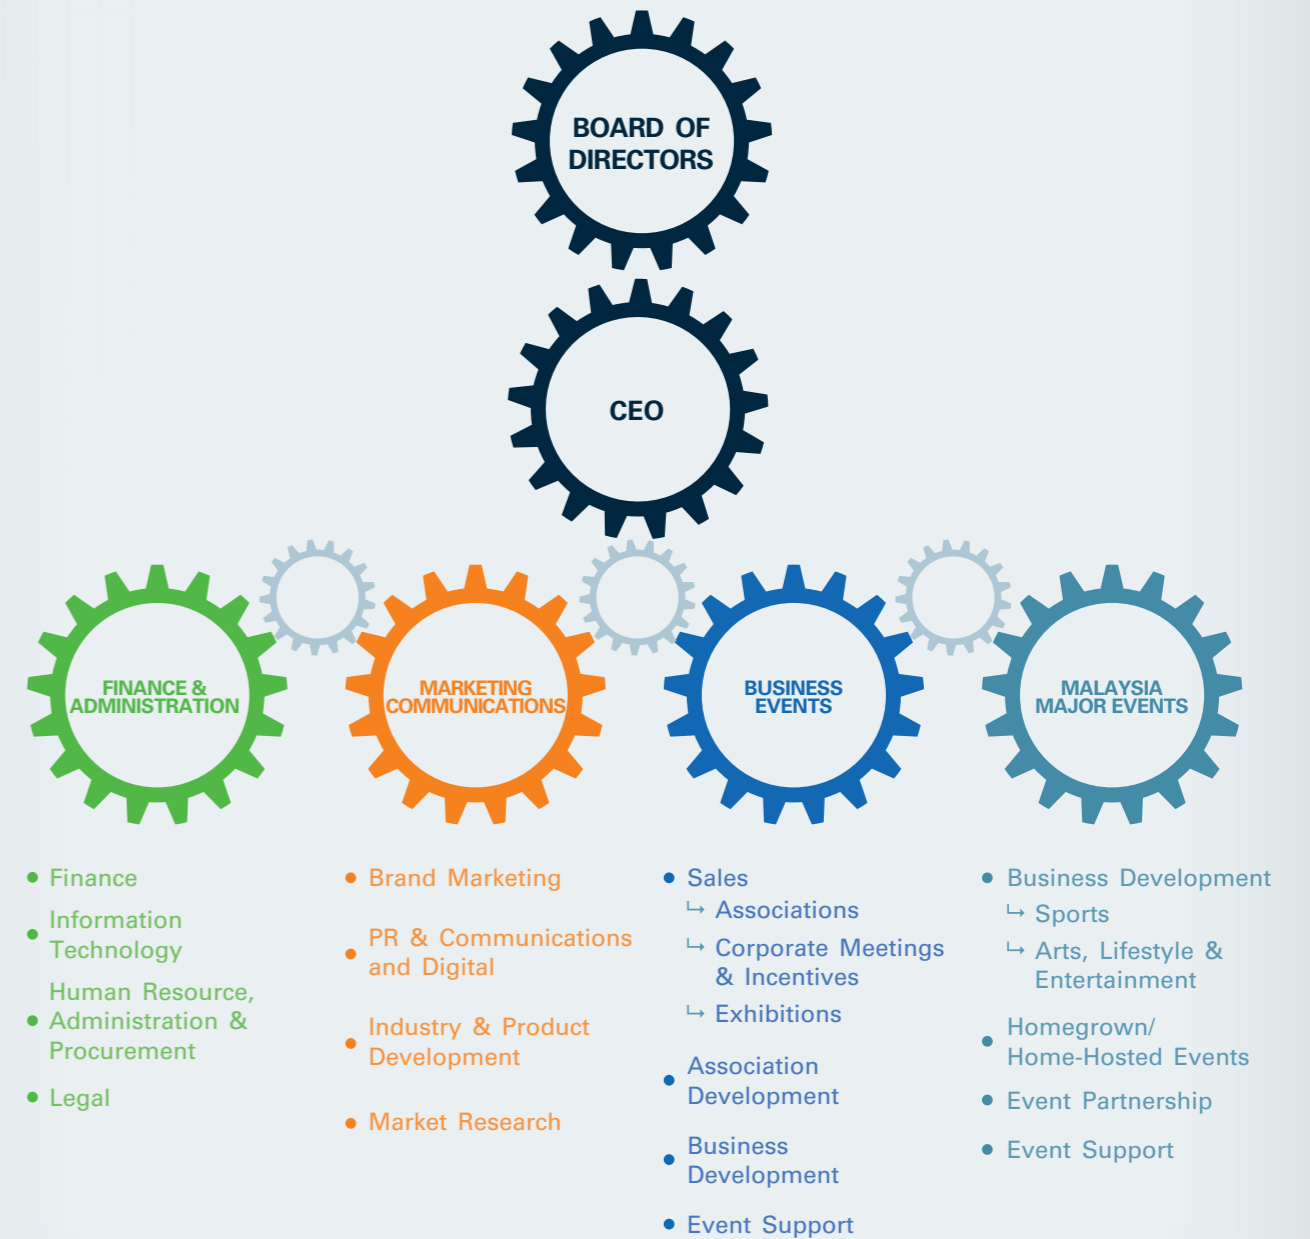 BOARD OF
DIRECTORS
CEO
FINANCE &
ADMINISTRATION
MARKETING
COMMUNICATIONS
BUSINESS
EVENTS
MALAYSIA
MAJOR EVENTS
Finance
Information
Technology
Human Resource,
Administration &
Procurement
Legal
Brand Marketing
PR & Communications
and Digital
Industry & Product
Development
Market Research
Sales
Associations
Corporate Meetings
& Incentives
Exhibitions
Association
Development
Business
Development
Event Support
Business Development
Sports
Arts, Lifestyle &
Entertainment
Homegrown/
Home-Hosted Events
Event Partnership
Event Support